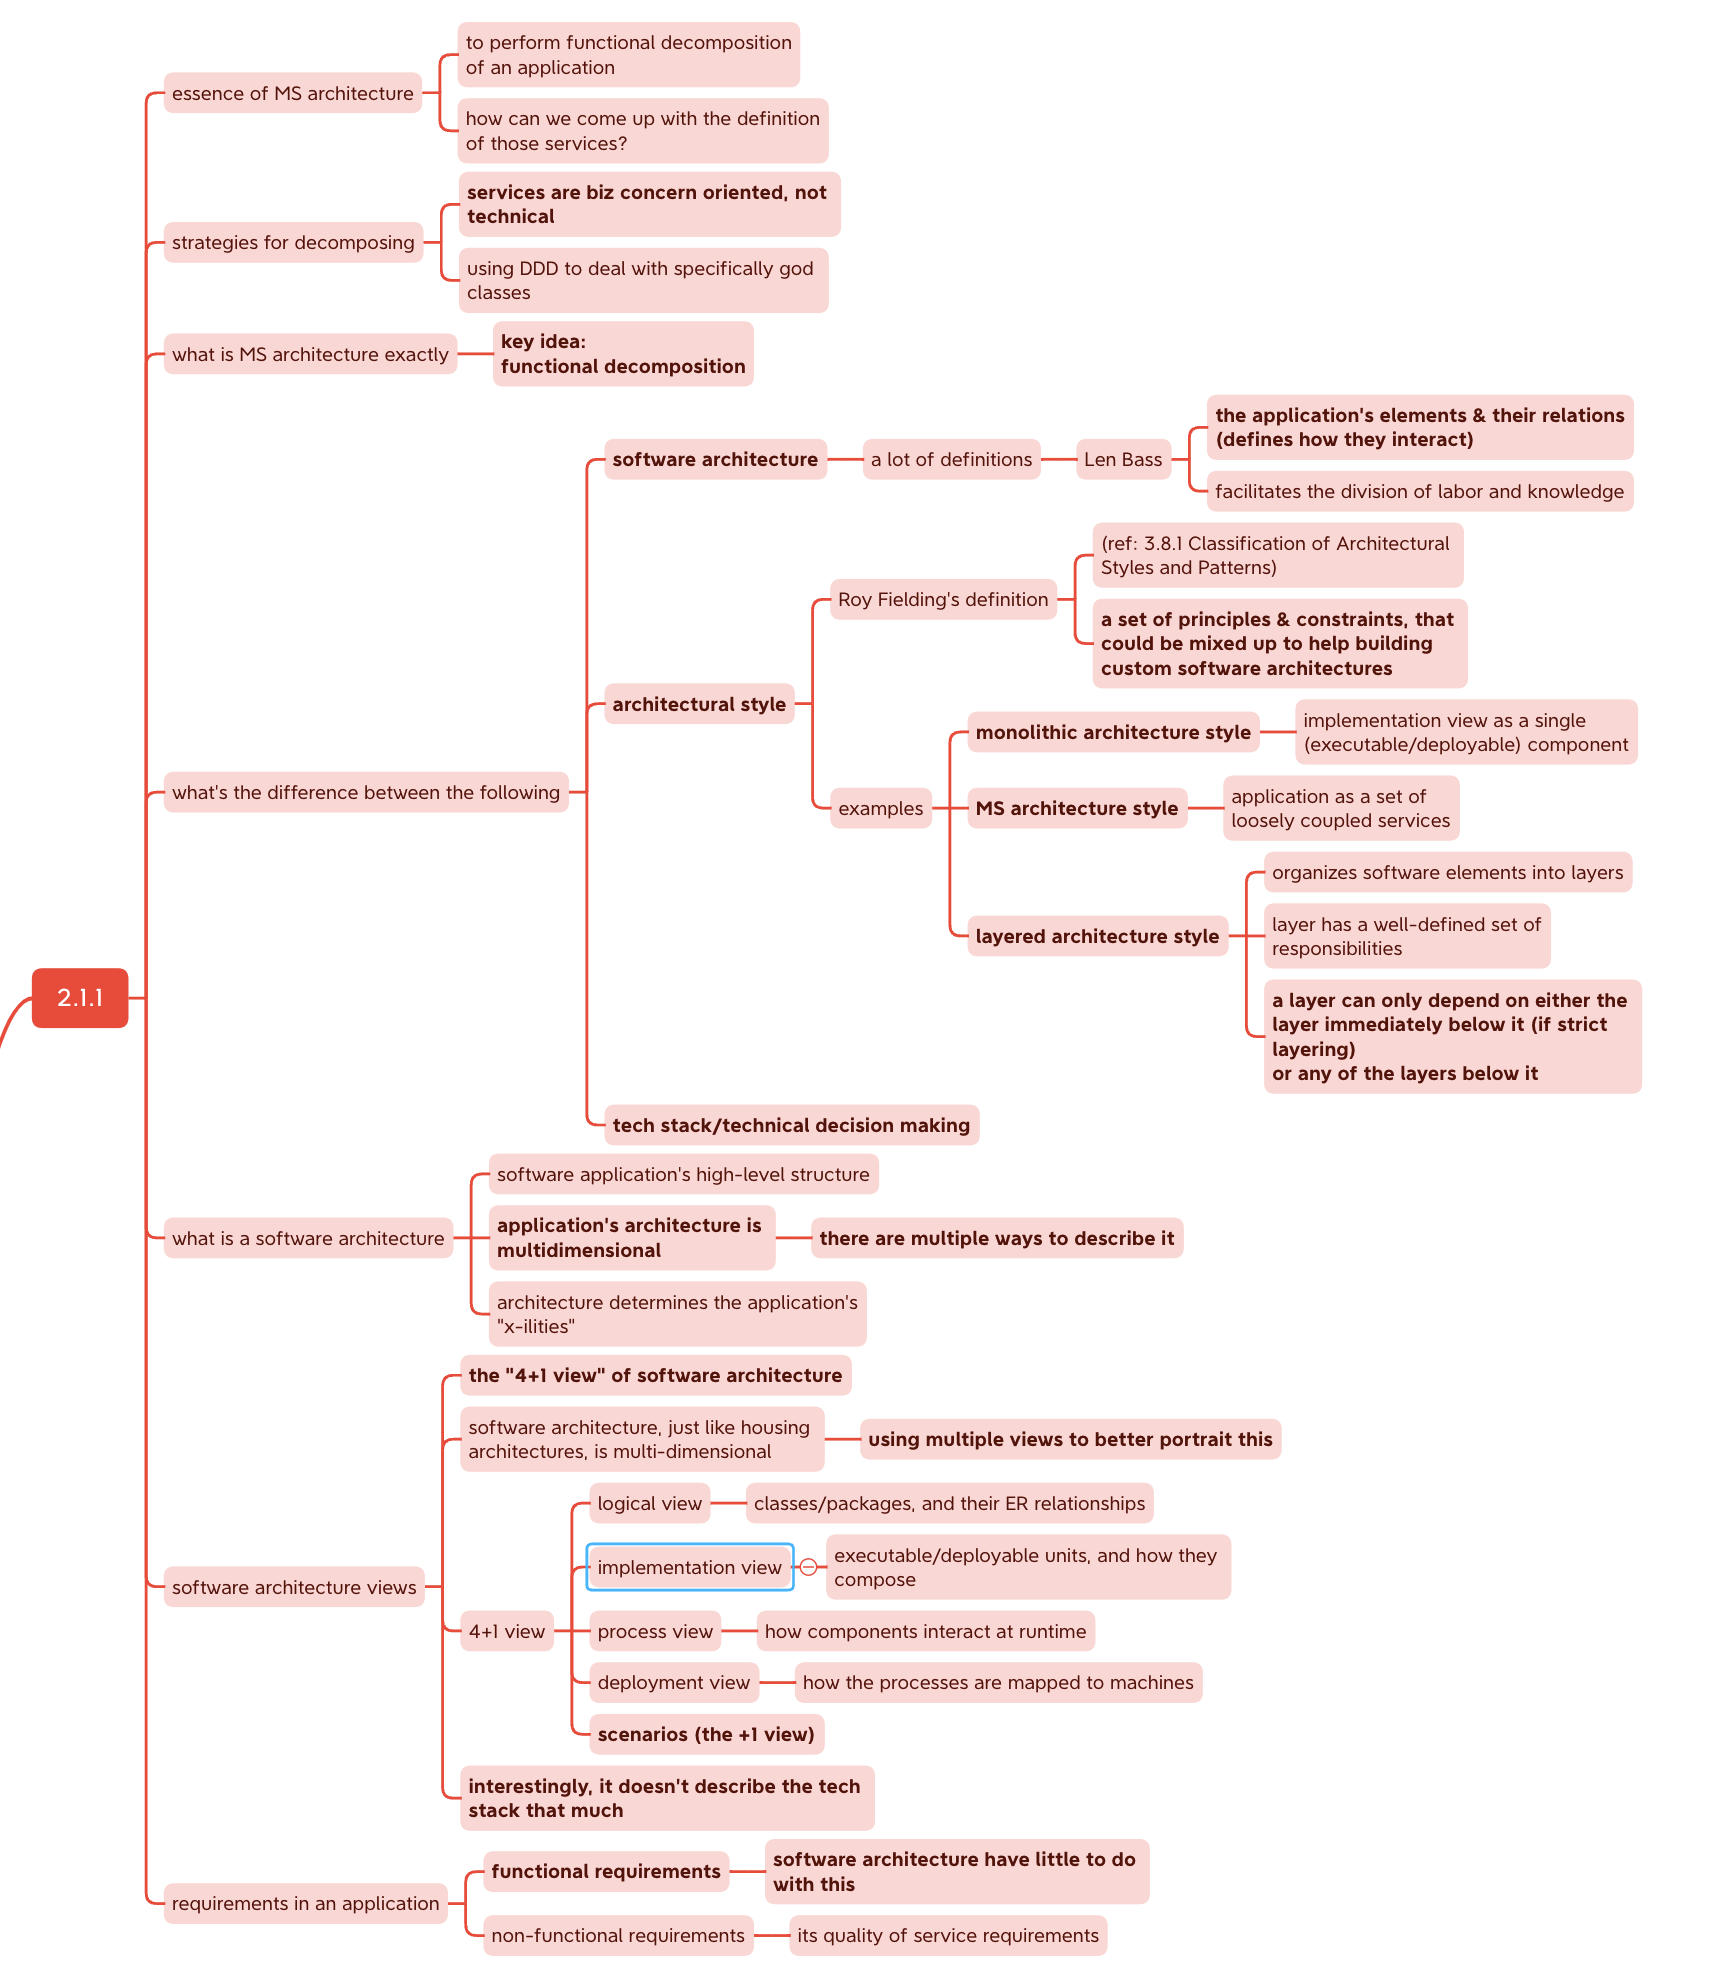 to perform functional decomposition
of an application
essence of MS architecture
how can we come up with the definition
of those services?
services are biz concern oriented, not
technical
strategies for decomposing
using DDD to deal with specifically god
classes
what is MS architecture exactly
key idea:
functional decomposition
software architecture
a lot of definitions
Len Bass
the application's elements & their relations
(defines how they interact)
facilitates the division of labor and knowledge
(ref: 3.8.1 Classification of Architectural
Styles and Patterns)
Roy Fielding's definition
a set of principles & constraints, that
could be mixed up to help building
custom software architectures
architectural style
monolithic architecture style
implementation view as a single
(executable/deployable) component
what's the difference between the following
examples
MS architecture style
application as a set of
loosely coupled services
organizes software elements into layers
layered architecture style
layer has a well-defined set of
responsibilities
a layer can only depend on either the
layer immediately below it (if strict
layering)
or any of the layers below it
2.1.1
tech stack/technical decision making
software application's high-level structure
what is a software architecture
application's architecture is
multidimensional
there are multiple ways to describe it
architecture determines the application's
"x-ilities"
the "4+1 view" of software architecture
software architecture, just like housing
architectures, is multi-dimensional
using multiple views to better portrait this
logical view
classes/packages, and their ER relationships
software architecture views
implementation view
executable/deployable units, and how they
compose
4+1 view
process view
how components interact at runtime
deployment view
how the processes are mapped to machines
scenarios (the +1 view)
interestingly, it doesn't describe the tech
stack that much
functional requirements
software architecture have little to do
with this
requirements in an application
non-functional requirements
its quality of service requirements